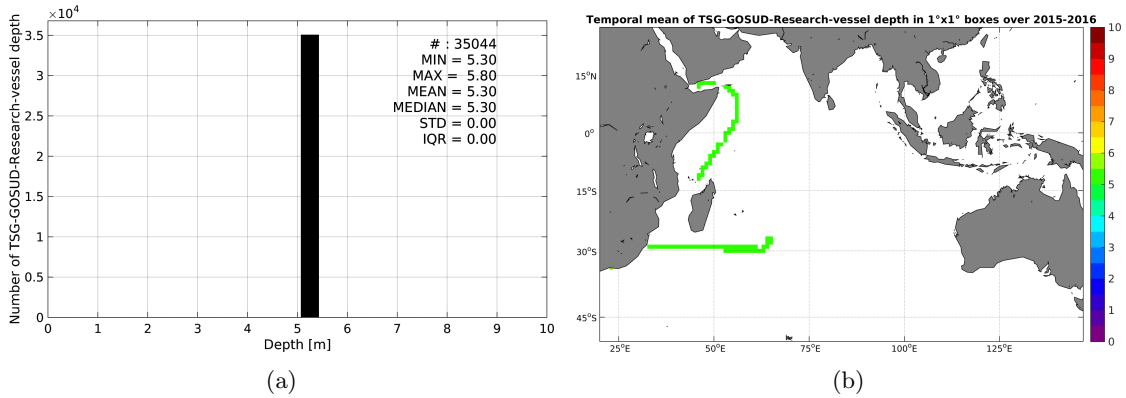 ×10⁴
Number of TSG-GOSUD-Research-vessel depth
3.5
3
2.5
2
1.5
1
0.5
0
# : 35044
MIN = 5.30
MAX = 5.80
MEAN = 5.30
MEDIAN = 5.30
STD = 0.00
IQR = 0.00
0 1 2 3 4 5 6 7 8 9 10
Depth [m]
(a)
Temporal mean of TSG-GOSUD-Research-vessel depth in 1°x1° boxes over 2015-2016
15°N
0°
15°S
30°S
45°S
25°E 50°E 75°E 100°E 125°E
10
9
8
7
6
5
4
3
2
1
0
(b)